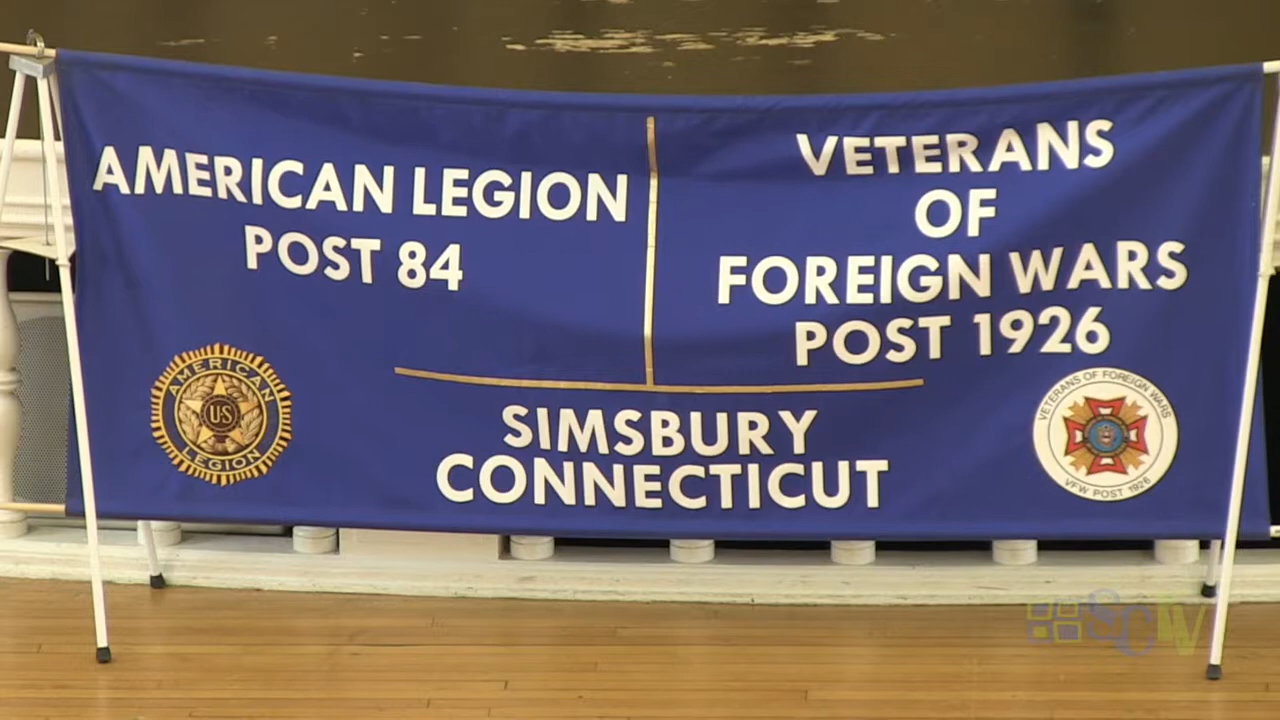 AMERICAN LEGION
POST 84
VETERANS
OF
FOREIGN WARS
POST 1926
SIMSBURY
CONNECTICUT
AMERICAN
U.S
LEGION
VETERANS OF FOREIGN WARS
VFW POST 1926
SCTV